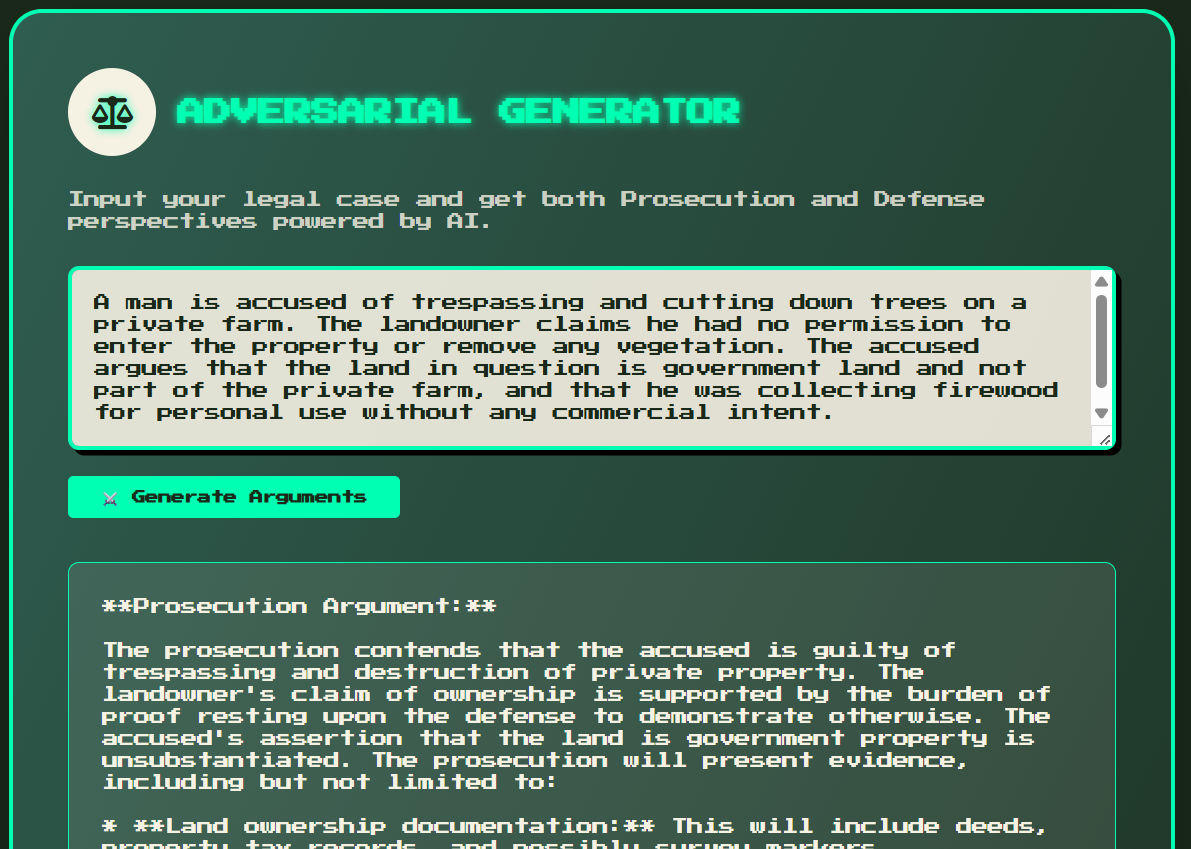 ADVERSARIAL GENERATOR
Input your legal case and get both Prosecution and Defense
perspectives powered by AI.
A man is accused of trespassing and cutting down trees on a
private farm. The landowner claims he had no permission to
enter the property or remove any vegetation. The accused
argues that the land in question is government land and not
part of the private farm, and that he was collecting firewood
for personal use without any commercial intent.
Generate Arguments
**Prosecution Argument:**
The prosecution contends that the accused is guilty of
trespassing and destruction of private property. The
landowner's claim of ownership is supported by the burden of
proof resting upon the defense to demonstrate otherwise. The
accused's assertion that the land is government property is
unsubstantiated. The prosecution will present evidence,
including but not limited to:
* **Land ownership documentation:** This will include deeds,
property tax records, and possibly survey markers